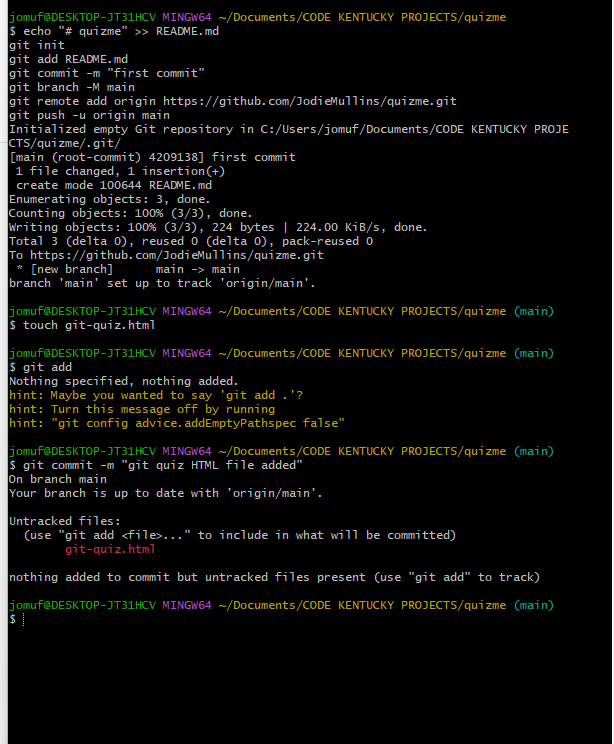 jomuf@DESKTOP-JT31HCV MINGW64 ~/Documents/CODE KENTUCKY PROJECTS/quizme
$ echo "# quizme" >> README.md
git init
git add README.md
git commit -m "first commit"
git branch -M main
git remote add origin https://github.com/JodieMullins/quizme.git
git push -u origin main
Initialized empty Git repository in C:/Users/jomuf/Documents/CODE KENTUCKY PROJE
CTS/quizme/.git/
[main (root-commit) 4209138] first commit
 1 file changed, 1 insertion(+)
 create mode 100644 README.md
Enumerating objects: 3, done.
Counting objects: 100% (3/3), done.
Writing objects: 100% (3/3), 224 bytes | 224.00 KiB/s, done.
Total 3 (delta 0), reused 0 (delta 0), pack-reused 0
To https://github.com/JodieMullins/quizme.git
 * [new branch]      main -> main
branch 'main' set up to track 'origin/main'.
jomuf@DESKTOP-JT31HCV MINGW64 ~/Documents/CODE KENTUCKY PROJECTS/quizme (main)
$ touch git-quiz.html
jomuf@DESKTOP-JT31HCV MINGW64 ~/Documents/CODE KENTUCKY PROJECTS/quizme (main)
$ git add
Nothing specified, nothing added.
hint: Maybe you wanted to say 'git add .'?
hint: Turn this message off by running
hint: "git config advice.addEmptyPathspec false"
jomuf@DESKTOP-JT31HCV MINGW64 ~/Documents/CODE KENTUCKY PROJECTS/quizme (main)
$ git commit -m "git quiz HTML file added"
On branch main
Your branch is up to date with 'origin/main'.
Untracked files:
  (use "git add <file>..." to include in what will be committed)
        git-quiz.html
nothing added to commit but untracked files present (use "git add" to track)
jomuf@DESKTOP-JT31HCV MINGW64 ~/Documents/CODE KENTUCKY PROJECTS/quizme (main)
$